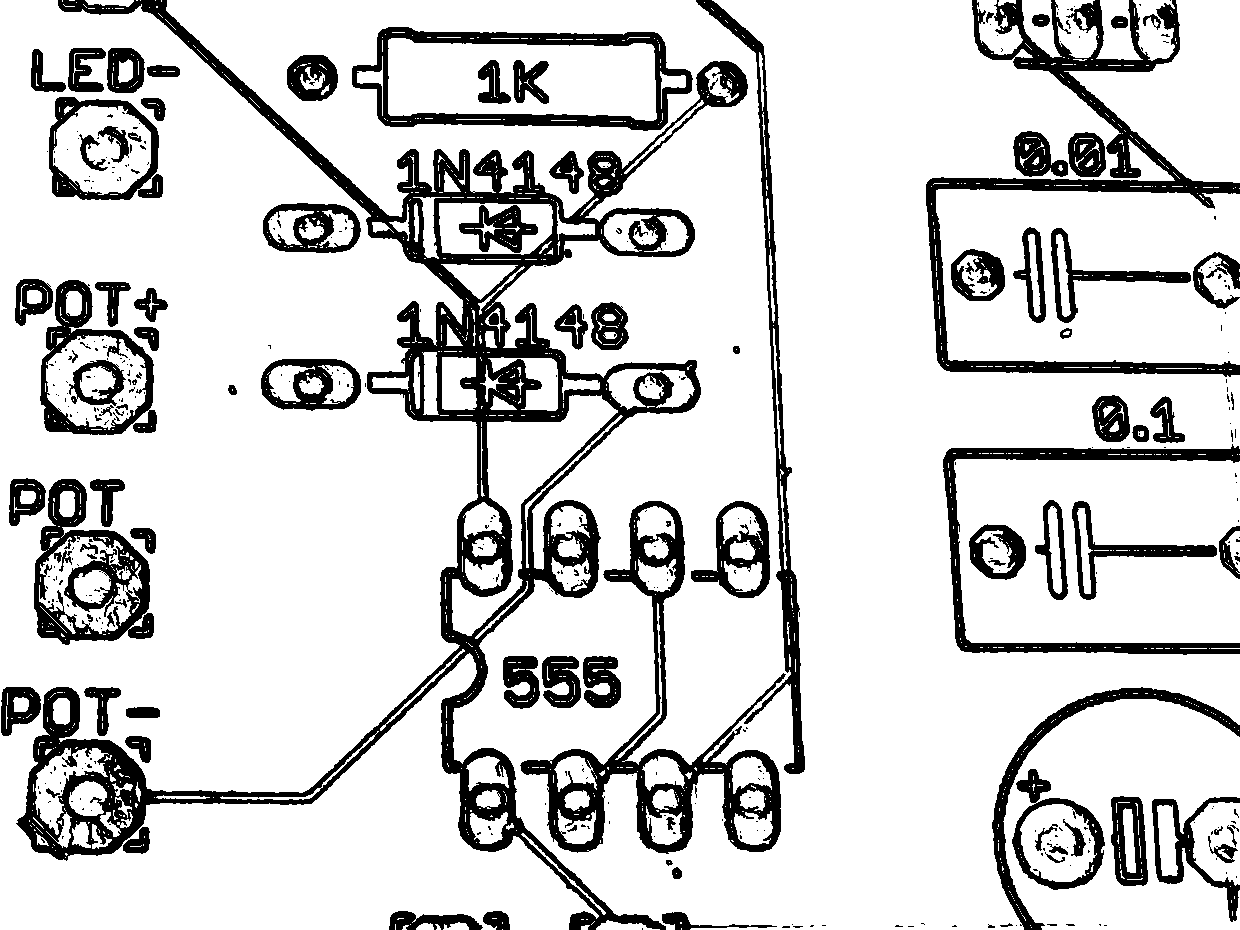 LED-
1K
0.01
1N4148
POT+
1N4148
0.1
POT
555
POT-
+